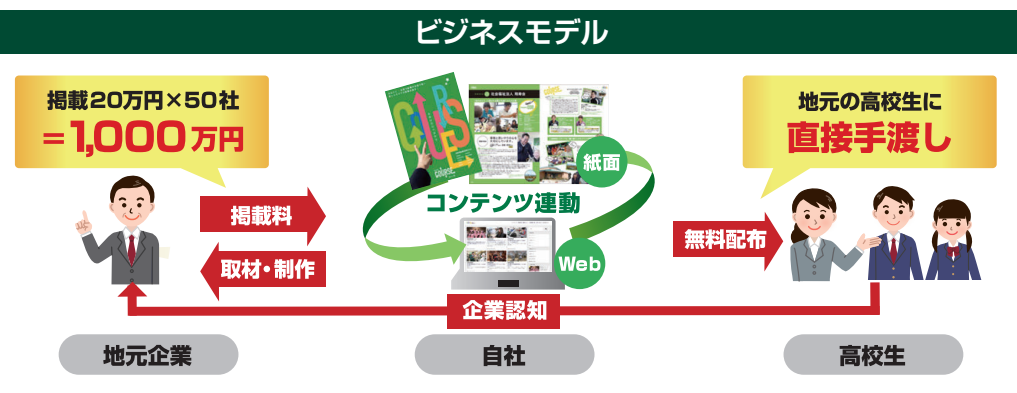 ビジネスモデル
掲載20万円×50社
＝1,000万円
地元の高校生に
直接手渡し
紙面
コンテンツ連動
掲載料
無料配布
取材・制作
Web
企業認知
地元企業
自社
高校生